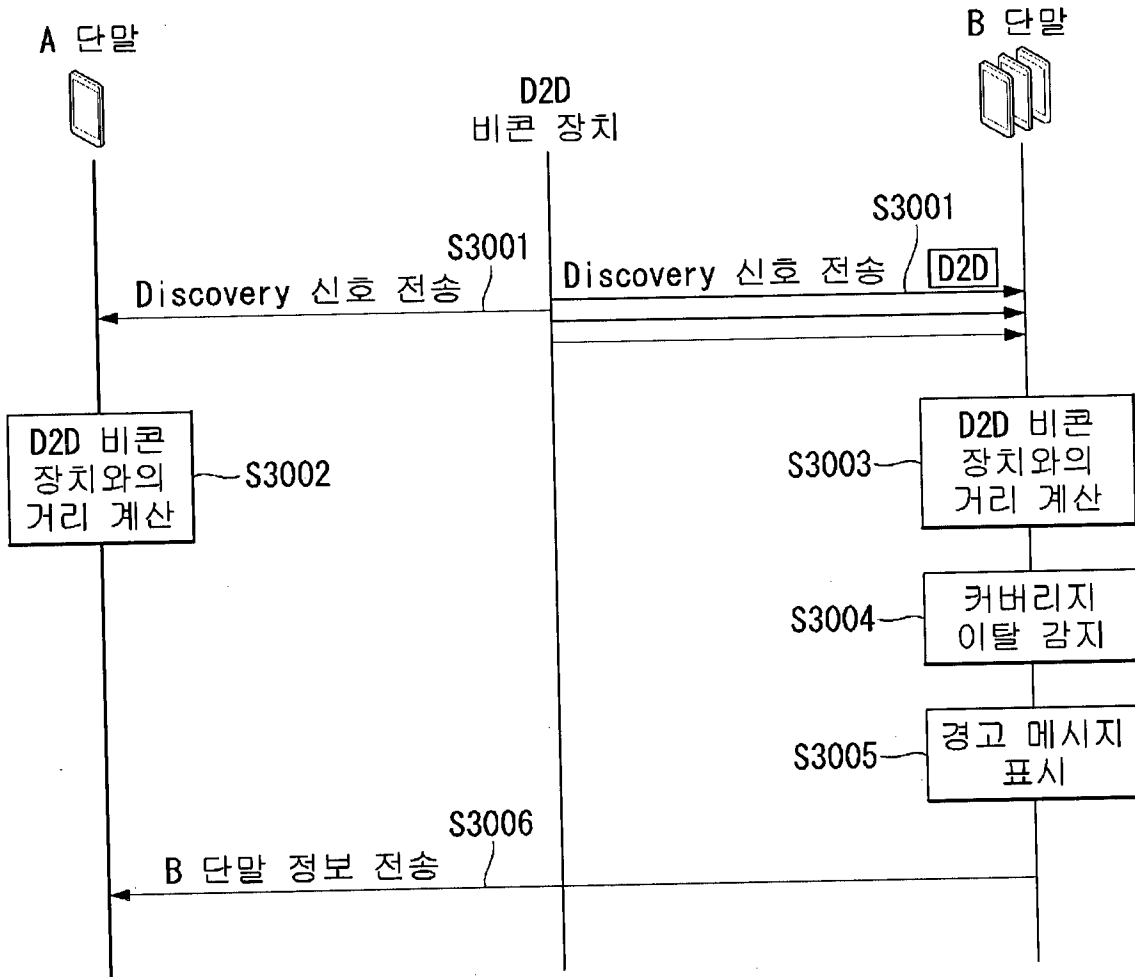 A 단말
B 단말
D2D
비콘 장치
S3001
S3001
Discovery 신호 전송
Discovery 신호 전송
D2D
D2D 비콘
장치와의
거리 계산
S3002
S3003
D2D 비콘
장치와의
거리 계산
S3004
커버리지
이탈 감지
S3005
경고 메시지
표시
S3006
B 단말 정보 전송